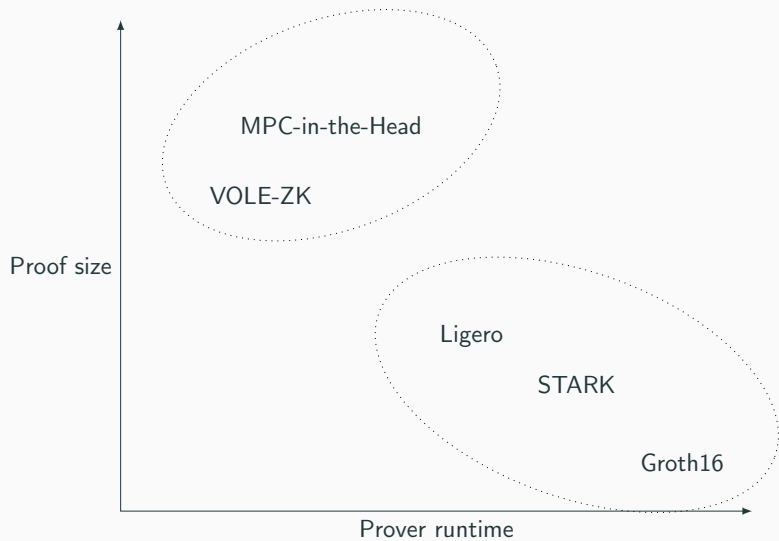 MPC-in-the-Head
VOLE-ZK
Proof size
Ligero
STARK
Groth16
Prover runtime